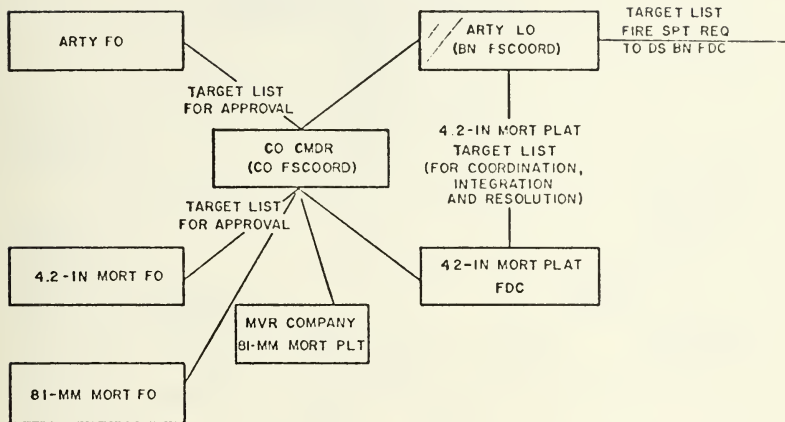 ARTY FO
ARTY LO
(BN FSCOORD)
TARGET LIST
FIRE SPT REQ
TO DS BN FDC
TARGET LIST
FOR APPROVAL
CO CMDR
(CO FSCOORD)
4.2-IN MORT PLAT
TARGET LIST
(FOR COORDINATION,
INTEGRATION
AND RESOLUTION)
TARGET LIST
FOR APPROVAL
4.2-IN MORT FO
42-IN MORT PLAT
FDC
MVR COMPANY
81-MM MORT PLT
81-MM MORT FO